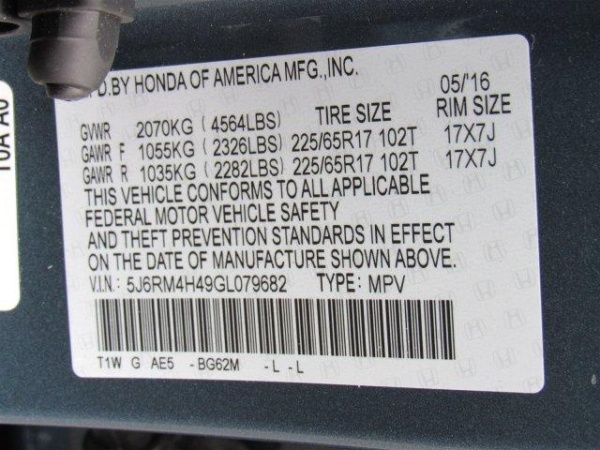 D.BY HONDA OF AMERICA MFG.,INC. 05/'16
GVWR 2070KG ( 4564LBS) TIRE SIZE RIM SIZE
GAWR F 1055KG ( 2326LBS) 225/65R17 102T 17X7J
GAWR R 1035KG ( 2282LBS) 225/65R17 102T 17X7J
THIS VEHICLE CONFORMS TO ALL APPLICABLE
FEDERAL MOTOR VEHICLE SAFETY
AND THEFT PREVENTION STANDARDS IN EFFECT
ON THE DATE OF MANUFACTURE SHOWN ABOVE.
V.I.N.: 5J6RM4H49GL079682 TYPE: MPV
T1W G AE5 - BG62M - L - L